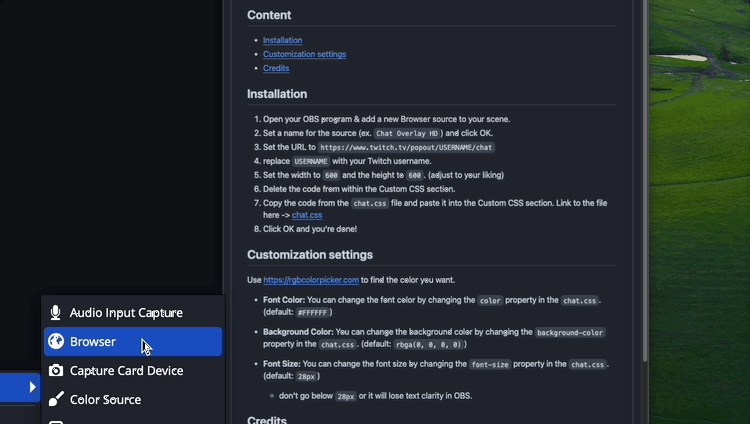 Content
• Installation
• Customization settings
• Credits
Installation
1. Open your OBS program & add a new Browser source to your scene.
2. Set a name for the source (ex. Chat Overlay HD) and click OK.
3. Set the URL to https://www.twitch.tv/popout/USERNAME/chat
4. replace USERNAME with your Twitch username.
5. Set the width to 600 and the height to 600. (adjust to your liking)
6. Delete the code from within the Custom CSS section.
7. Copy the code from the chat.css file and paste it into the Custom CSS section. Link to the file
here -> chat.css
8. Click OK and you're done!
Customization settings
Use https://rgbcolorpicker.com to find the color you want.
• Font Color: You can change the font color by changing the color property in the chat.css.
(default: #FFFFFF)
• Background Color: You can change the background color by changing the background-color
property in the chat.css. (default: rbga(0, 0, 0, 0))
• Font Size: You can change the font size by changing the font-size property in the chat.css.
(default: 28px)
◦ don't go below 28px or it will lose text clarity in OBS.
Credits
Audio Input Capture
Browser
Capture Card Device
Color Source